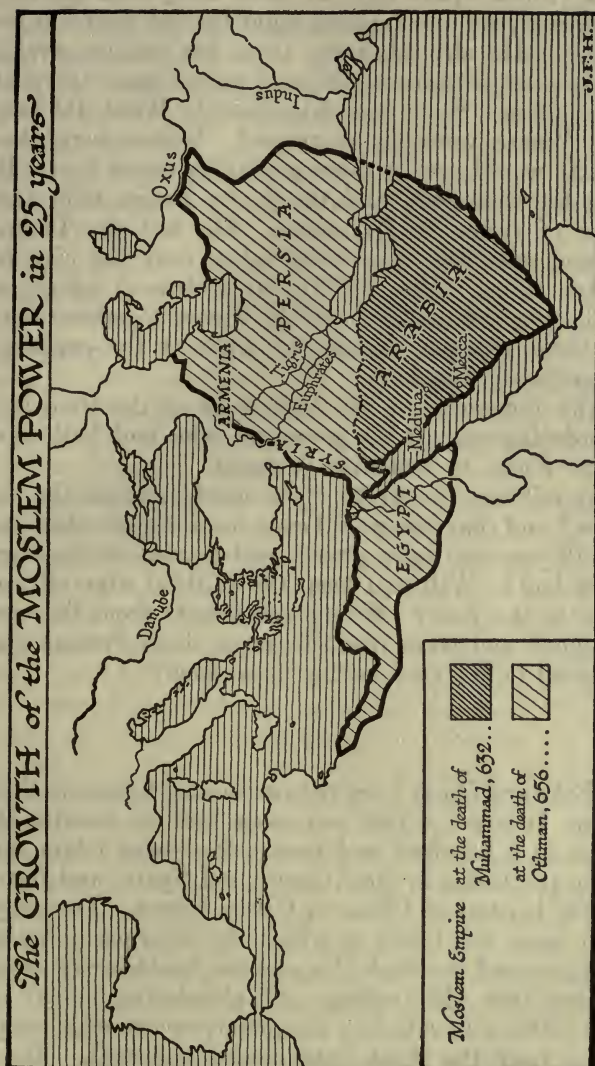 The GROWTH of the MOSLEM POWER in 25 years
Oxus
Indus
Danube
ARMENIA
PERSIA
Tigris
Euphrates
SYRIA
ARABIA
Medina
Mecca
EGYPT
Moslem Empire at the death of
Muhammad, 632..
at the death of
Othman, 656....
J.F.H.